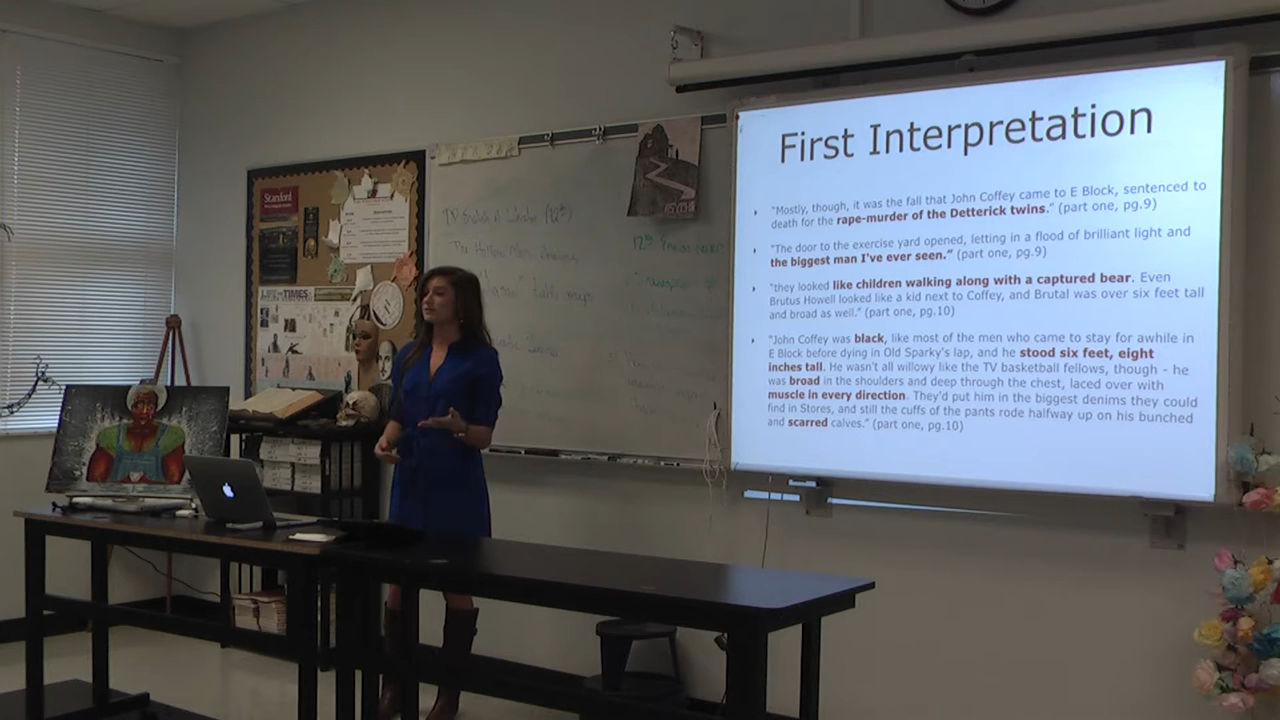 First Interpretation
"Mostly, though, it was the fall that John Coffey came to E Block, sentenced to
death for the rape-murder of the Detterick twins." (part one, pg.9)
"The door to the exercise yard opened, letting in a flood of brilliant light and
the biggest man I've ever seen." (part one, pg.9)
"they looked like children walking along with a captured bear. Even
Brutus Howell looked like a kid next to Coffey, and Brutal was over six feet tall
and broad as well." (part one, pg.10)
"John Coffey was black, like most of the men who came to stay for awhile in
E Block before dying in Old Sparky's lap, and he stood six feet, eight
inches tall. He wasn't all willowy like the TV basketball fellows, though - he
was broad in the shoulders and deep through the chest, laced over with
muscle in every direction. They'd put him in the biggest denims they could
find in Stores, and still the cuffs of the pants rode halfway up on his bunched
and scarred calves." (part one, pg.10)
Stanford
LIFE TIMES
PSYCHO
The Hollow Men